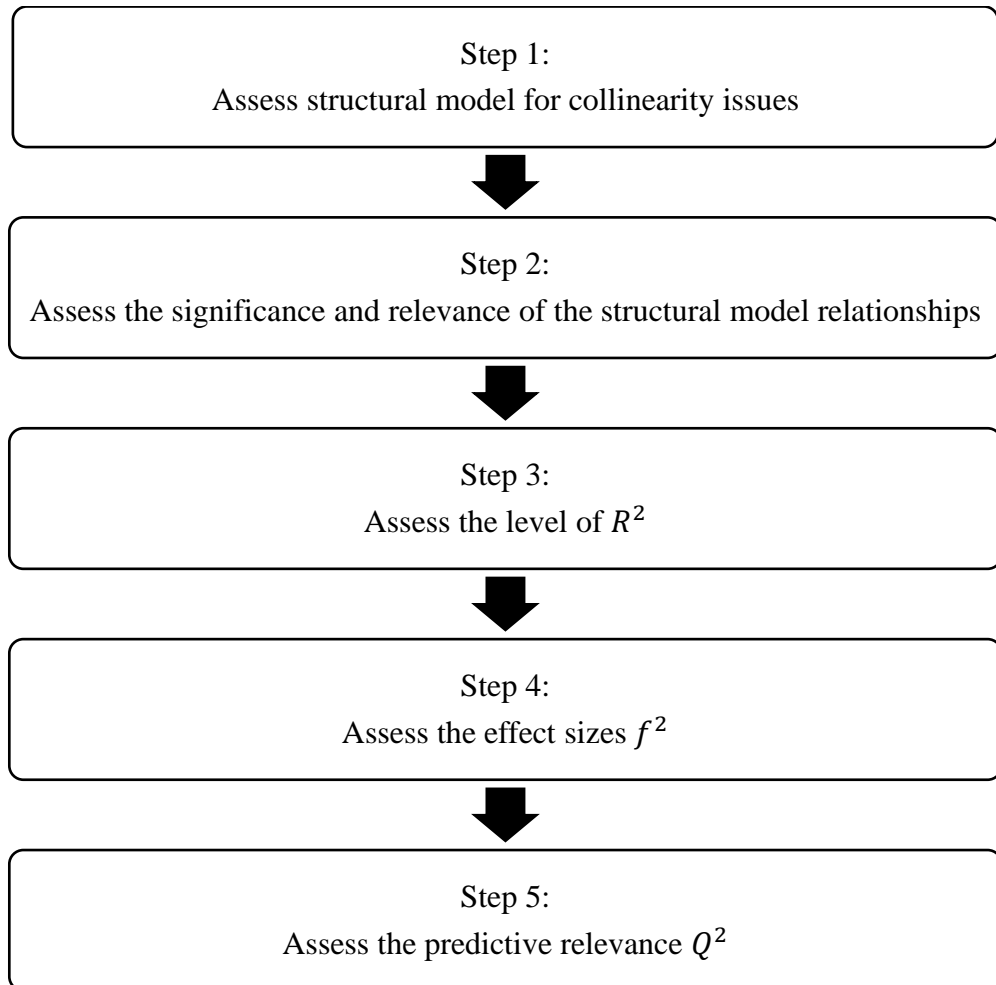 Step 1:
Assess structural model for collinearity issues
Step 2:
Assess the significance and relevance of the structural model relationships
Step 3:
Assess the level of R²
Step 4:
Assess the effect sizes f²
Step 5:
Assess the predictive relevance Q²